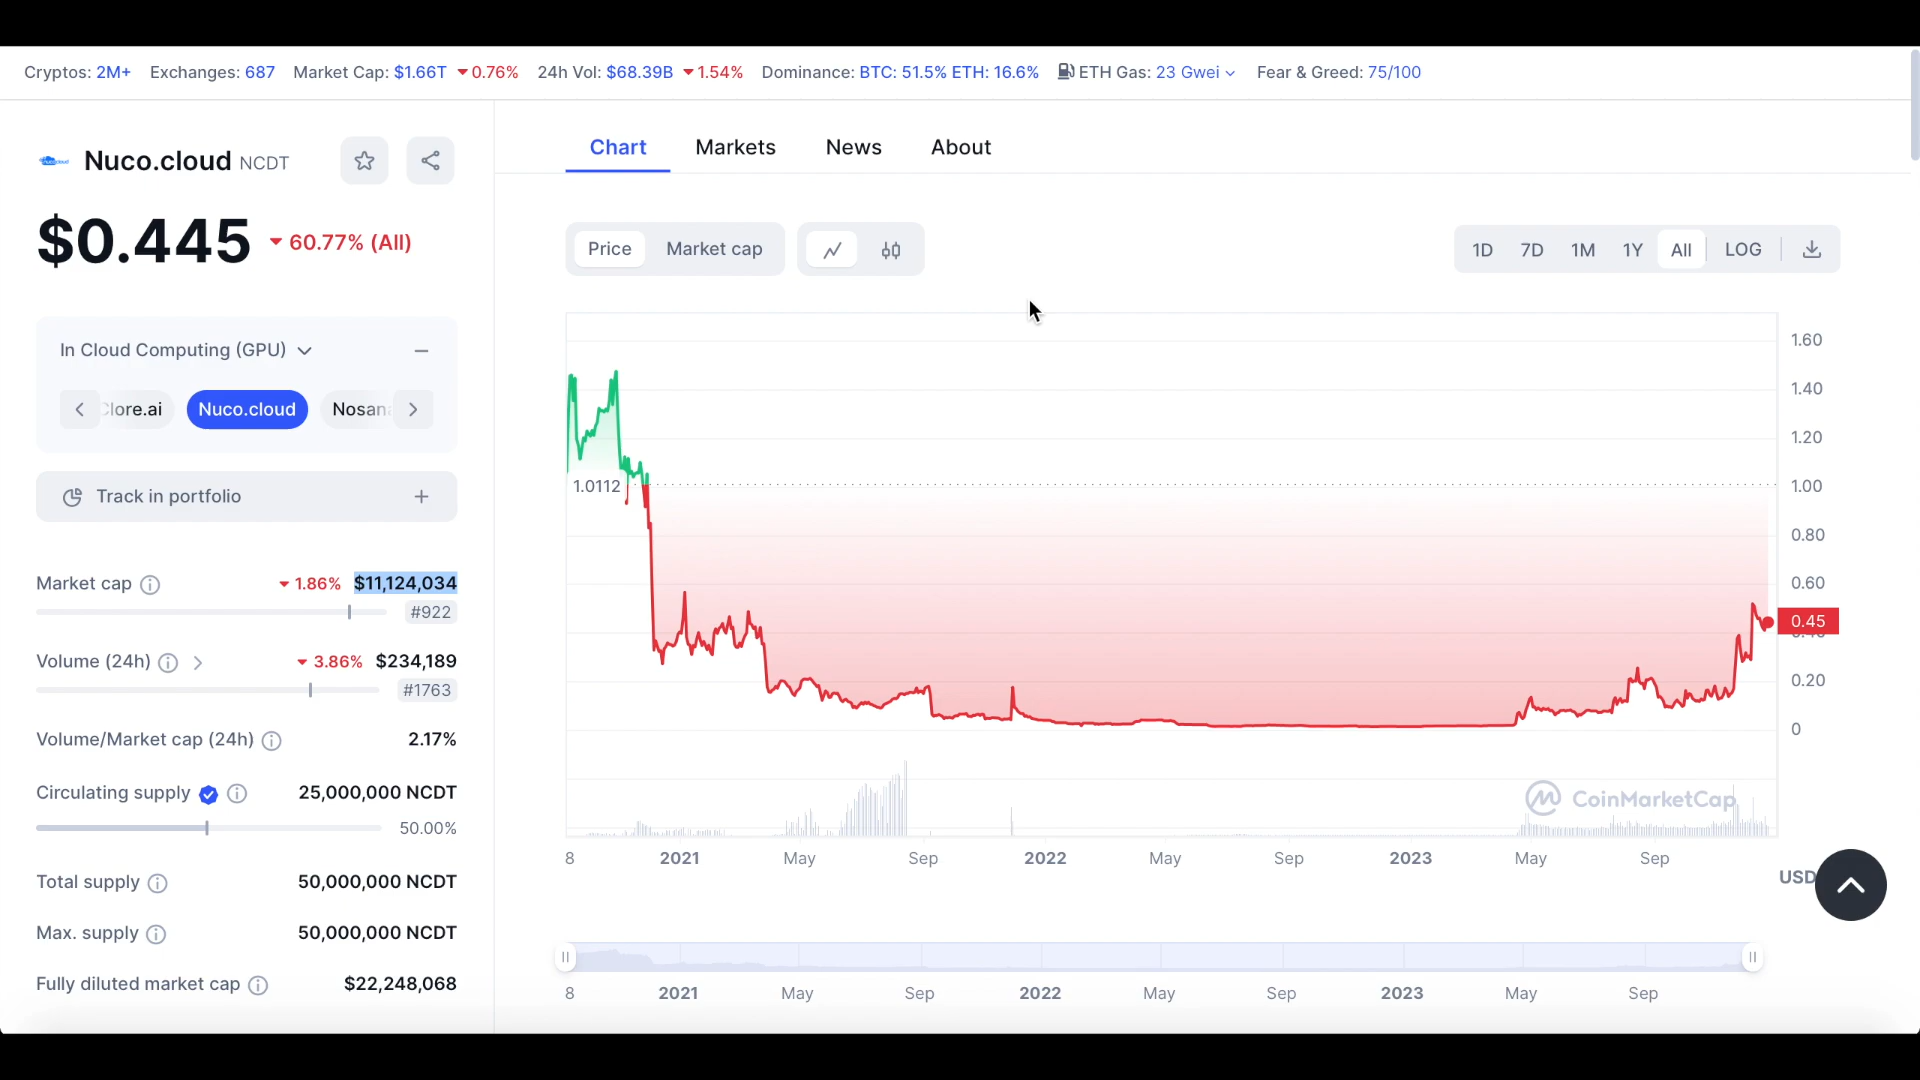 Cryptos: 2M+ Exchanges: 687 Market Cap: $1.66T 0.76% 24h Vol: $68.39B 1.54% Dominance: BTC: 51.5% ETH: 16.6% ETH Gas: 23 Gwei Fear & Greed: 75/100
Nuco.cloud NCDT
$0.445 60.77% (All)
In Cloud Computing (GPU)
Clore.ai Nuco.cloud Nosana
Track in portfolio +
Market cap 1.86% $11,124,034
#922
Volume (24h) 3.86% $234,189
#1763
Volume/Market cap (24h) 2.17%
Circulating supply 25,000,000 NCDT
50.00%
Total supply 50,000,000 NCDT
Max. supply 50,000,000 NCDT
Fully diluted market cap $22,248,068
Chart Markets News About
Price Market cap
1D 7D 1M 1Y All LOG
1.60
1.40
1.20
1.0112 1.00
0.80
0.60
0.45
0.20
0
CoinMarketCap
8 2021 May Sep 2022 May Sep 2023 May Sep
USD
8 2021 May Sep 2022 May Sep 2023 May Sep